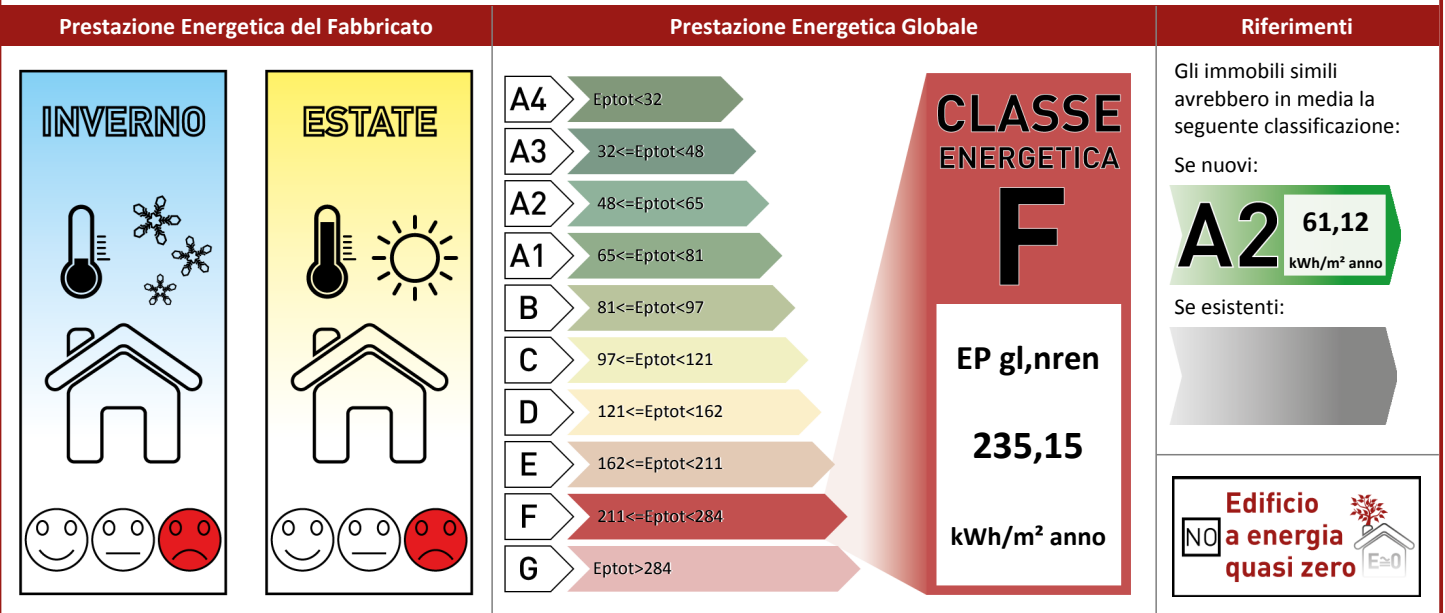 Prestazione Energetica del Fabbricato
Prestazione Energetica Globale
Riferimenti
INVERNO
ESTATE
A4
Eptot<32
A3
32<=Eptot<48
A2
48<=Eptot<65
A1
65<=Eptot<81
B
81<=Eptot<97
C
97<=Eptot<121
D
121<=Eptot<162
E
162<=Eptot<211
F
211<=Eptot<284
G
Eptot>284
CLASSE
ENERGETICA
F
EP gl,nren
235,15
kWh/m² anno
Gli immobili simili
avrebbero in media la
seguente classificazione:
Se nuovi:
A2
61,12
kWh/m² anno
Se esistenti:
Edificio
NO a energia
quasi zero
E≅0